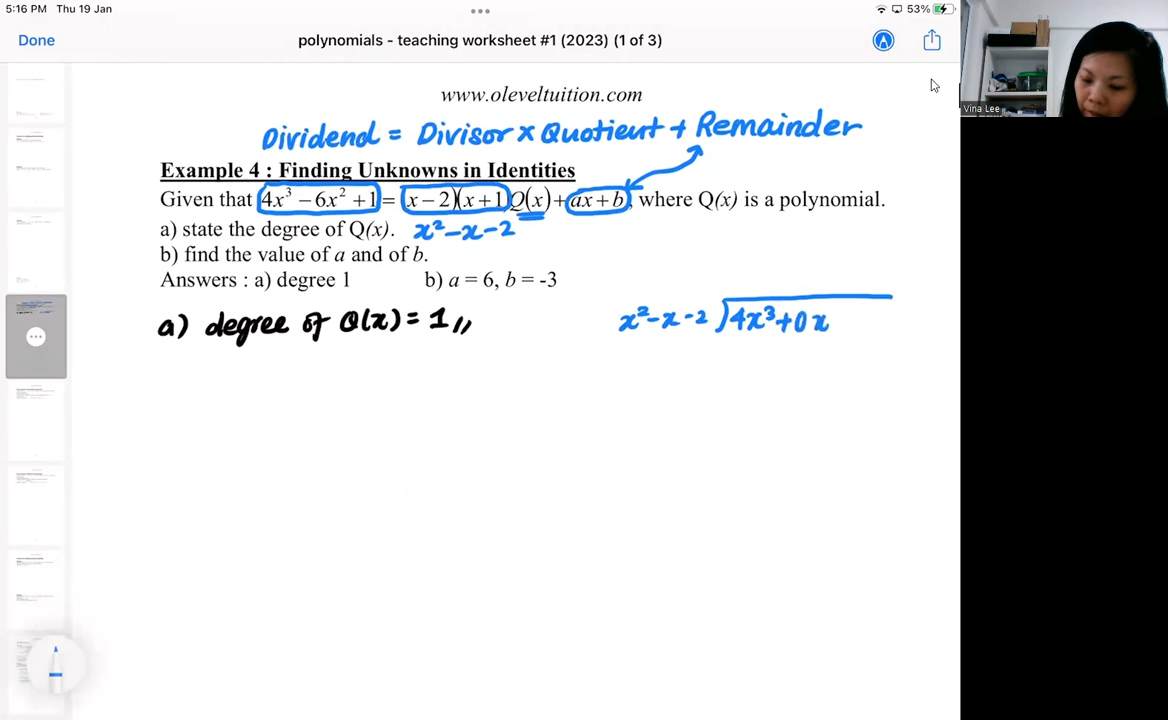 5:16 PM Thu 19 Jan
53%
Done
polynomials - teaching worksheet #1 (2023) (1 of 3)
Vina Lee
www.oleveltuition.com
Dividend = Divisor × Quotient + Remainder
Example 4 : Finding Unknowns in Identities
Given that 4x³ − 6x² + 1 = (x − 2)(x + 1)Q(x) + ax + b, where Q(x) is a polynomial.
a) state the degree of Q(x). x² − x − 2
b) find the value of a and of b.
Answers : a) degree 1 b) a = 6, b = -3
a) degree of Q(x) = 1 //
x² − x − 2 ) 4x³ + 0x